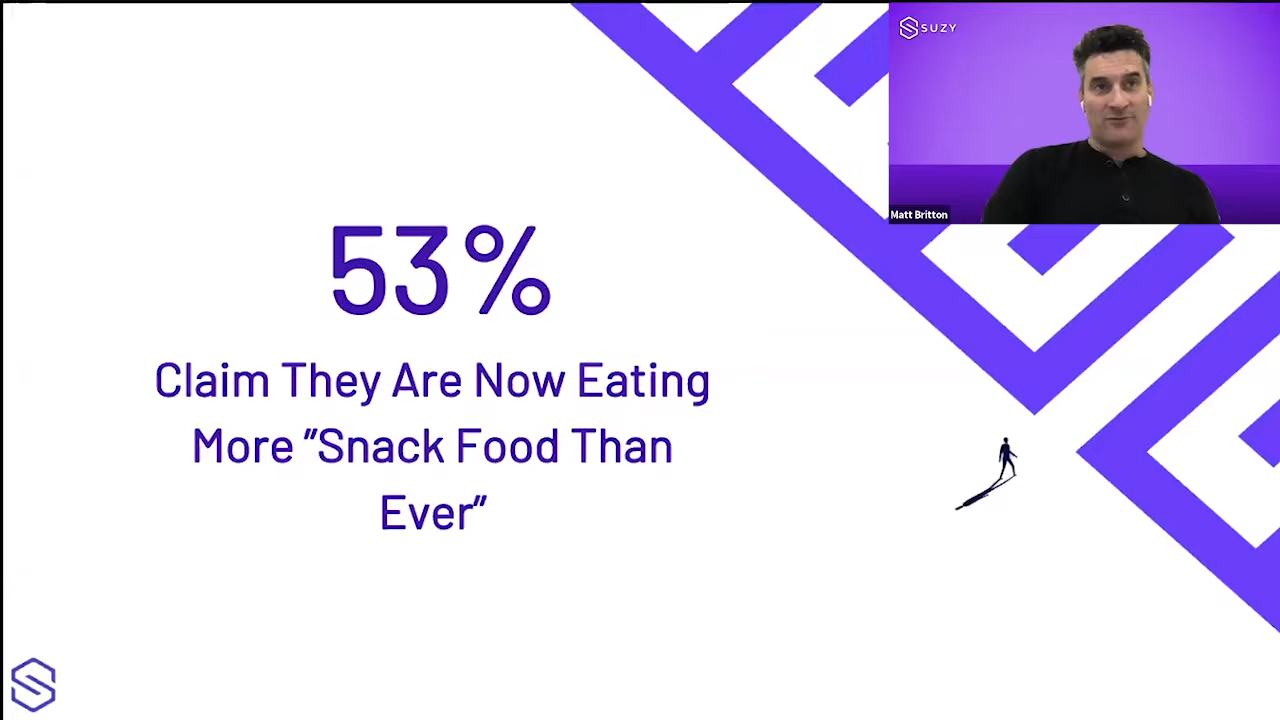 SUZY
Matt Britton
53%
Claim They Are Now Eating
More "Snack Food Than
Ever"